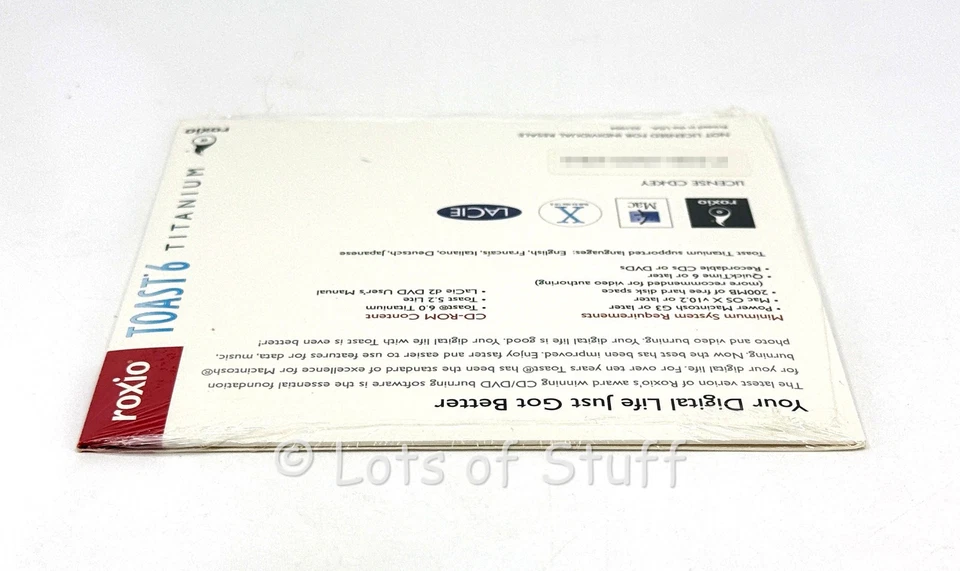 roxio
TOAST 6 TITANIUM
roxio
Your Digital Life Just Got Better
The latest verion of Roxio's award winning CD/DVD burning software is the essential foundation
for your digital life. For over ten years Toast® has been the standard of excellence for Macintosh®
burning. Now the best has been improved. Enjoy faster and easier to use features for data, music,
photo and video burning. Your digital life is good. Your digital life with Toast is even better!
Minimum System Requirements
• Power Macintosh G3 or later
• Mac OS X v10.2 or later
• 200MB of free hard disk space
(more recommended for video authoring)
• QuickTime 6 or later
• Recordable CDs or DVDs
CD-ROM Content
• Toast® 6.0 Titanium
• Toast 5.2 Lite
• LaCie d2 DVD User's Manual
Toast Titanium supported languages: English, Francais, Italiano, Deutsch, Japanese
roxio
Mac
X
LACIE
LICENSE CD-KEY
NOT LICENSED FOR INDIVIDUAL RESALE
Printed in the USA
© Lots of Stuff